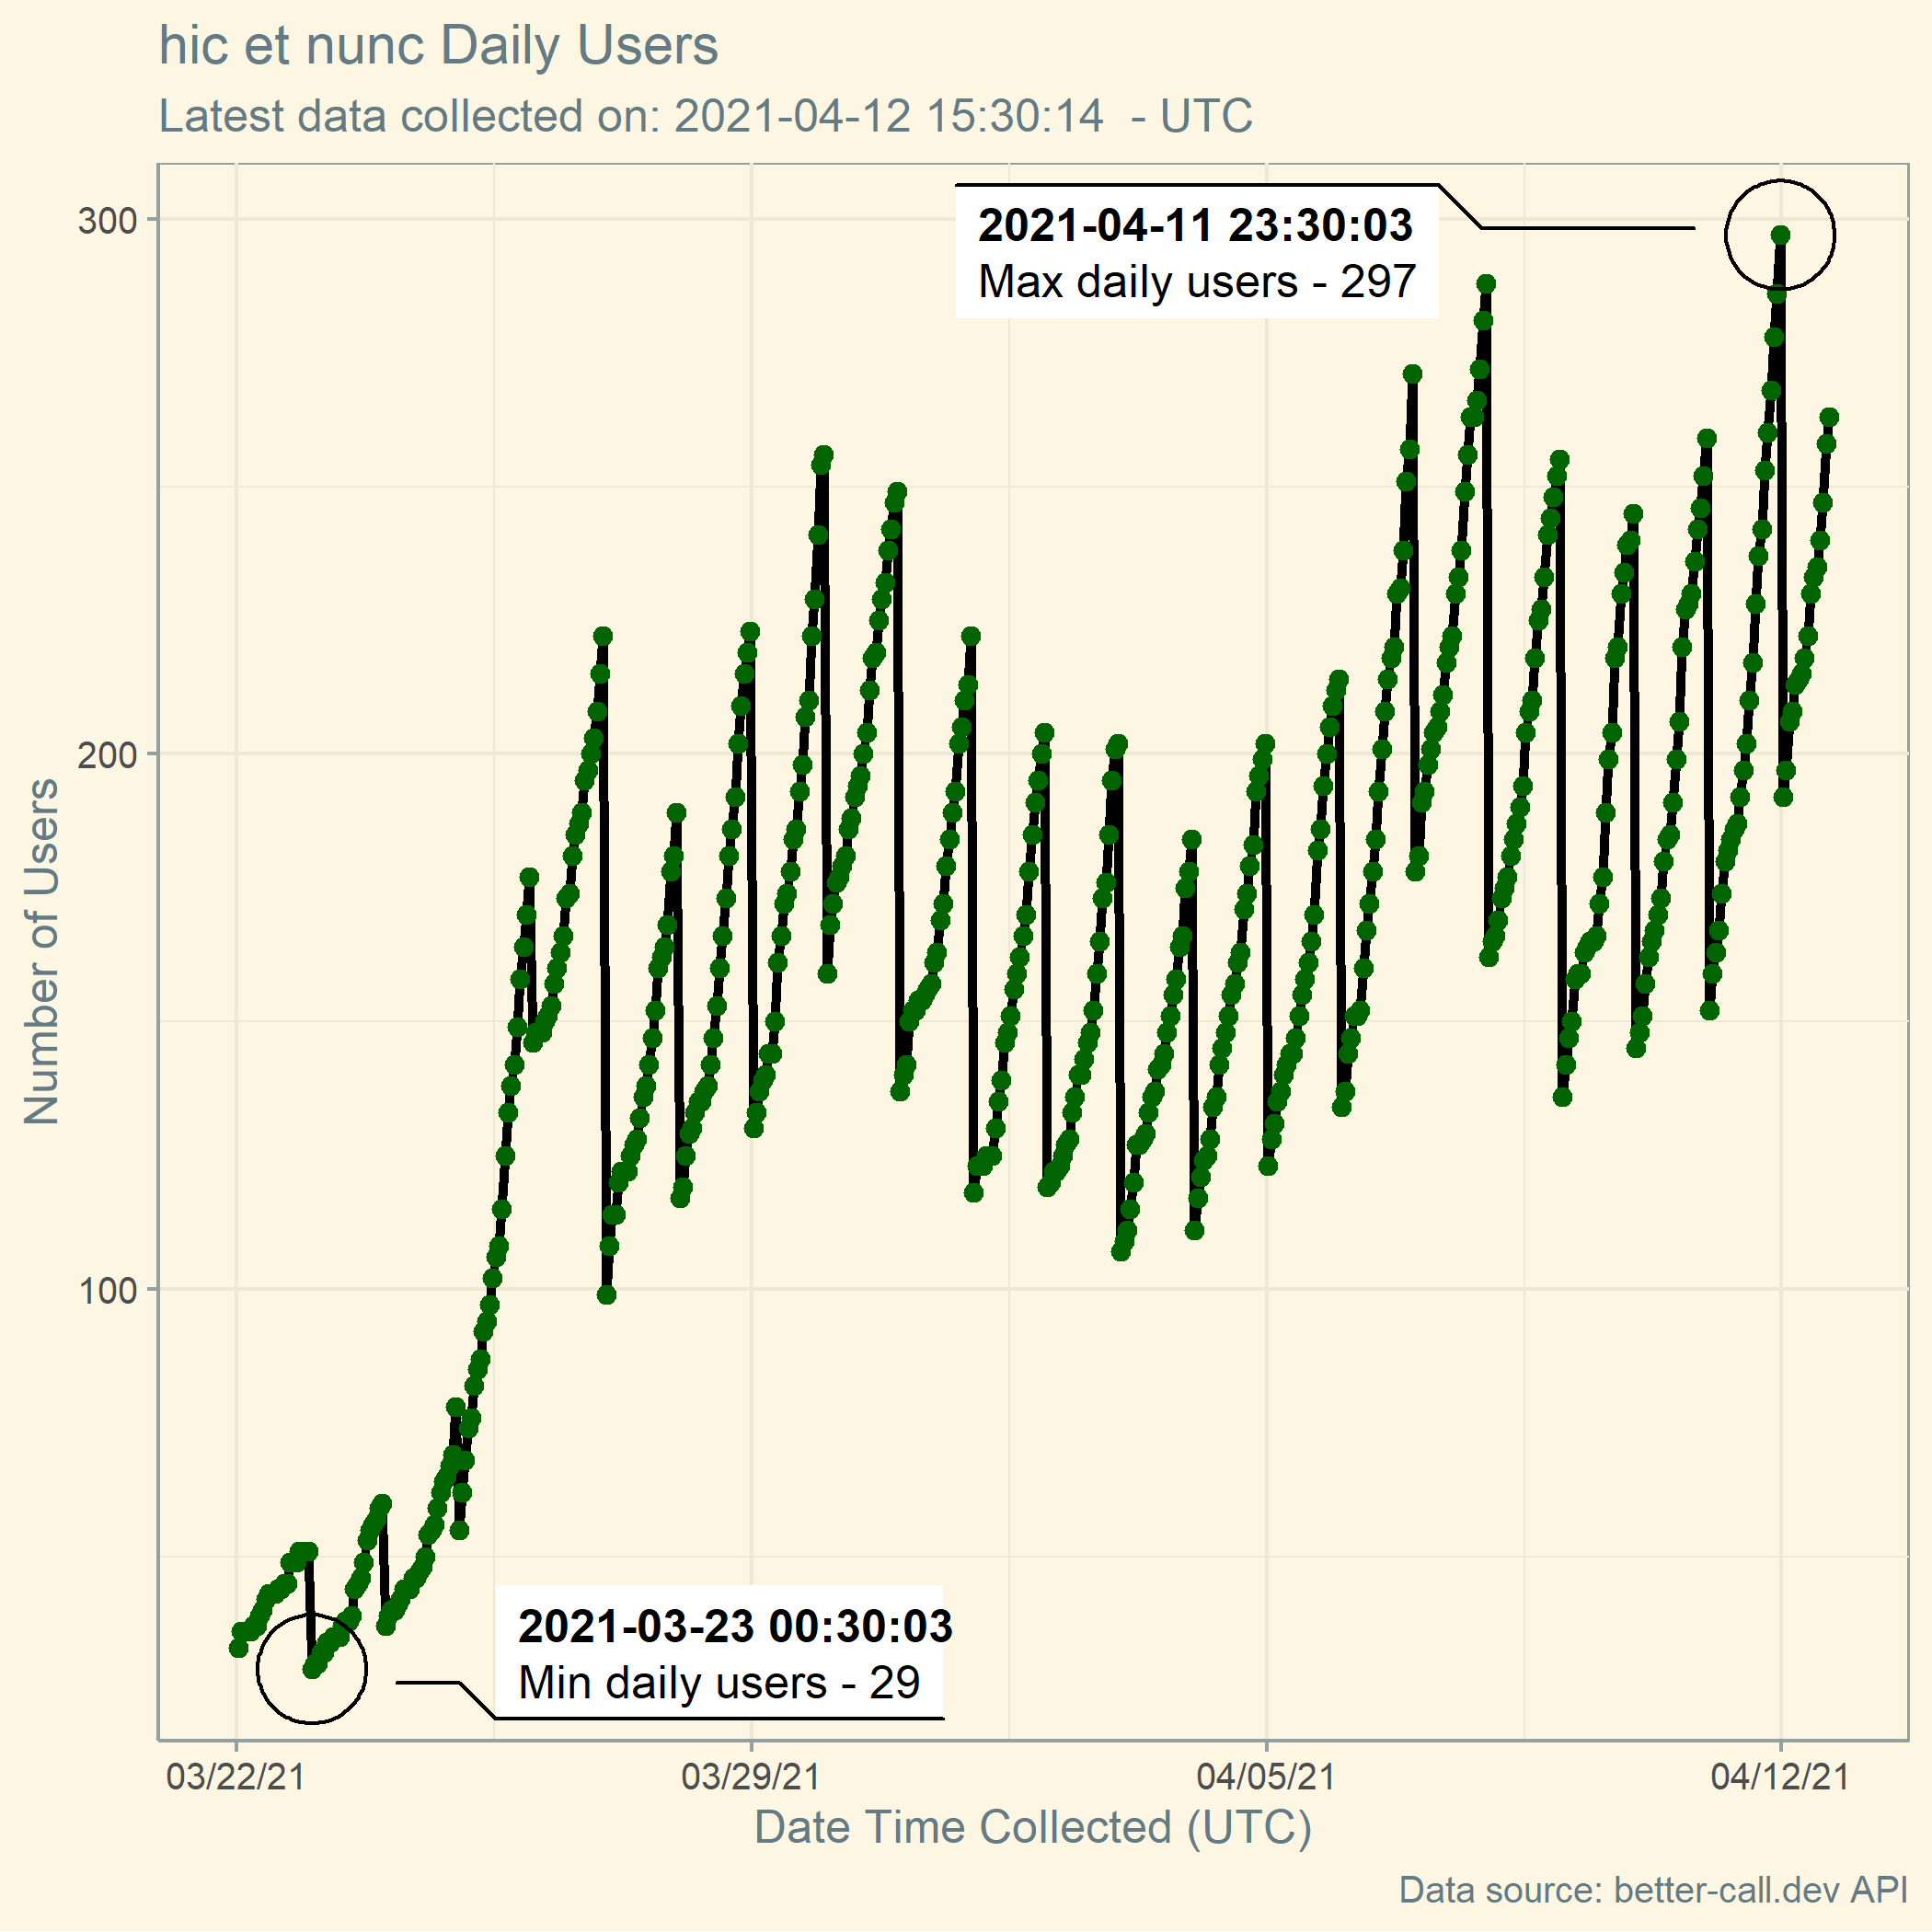 hic et nunc Daily Users
Latest data collected on: 2021-04-12 15:30:14  - UTC
300
200
100
Number of Users
2021-04-11 23:30:03
Max daily users - 297
2021-03-23 00:30:03
Min daily users - 29
03/22/21
03/29/21
04/05/21
04/12/21
Date Time Collected (UTC)
Data source: better-call.dev API